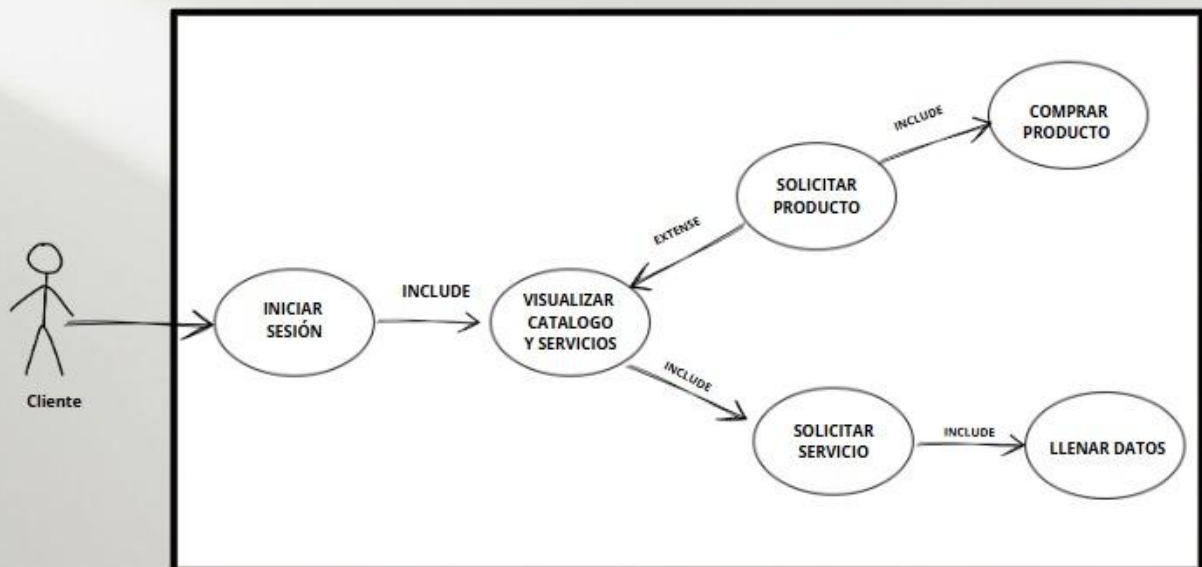 INCLUDE
COMPRAR
PRODUCTO
SOLICITAR
PRODUCTO
EXTENSE
INICIAR
SESIÓN
INCLUDE
VISUALIZAR
CATALOGO
Y SERVICIOS
INCLUDE
Cliente
SOLICITAR
SERVICIO
INCLUDE
LLENAR DATOS